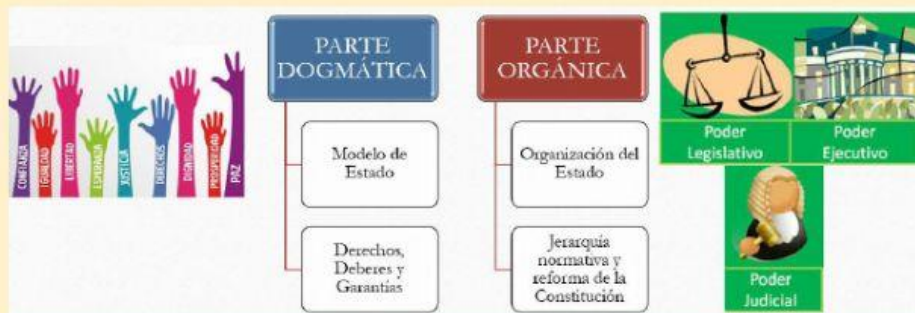 CONFIANZA
IGUALDAD
LIBERTAD
ESPERANZA
JUSTICIA
DERECHOS
DIGNIDAD
PROSPERIDAD
PAZ
PARTE
DOGMÁTICA
Modelo de
Estado
Derechos,
Deberes y
Garantías
PARTE
ORGÁNICA
Organización del
Estado
Jerarquía
normativa y
reforma de la
Constitución
Poder
Legislativo
Poder
Ejecutivo
Poder
Judicial